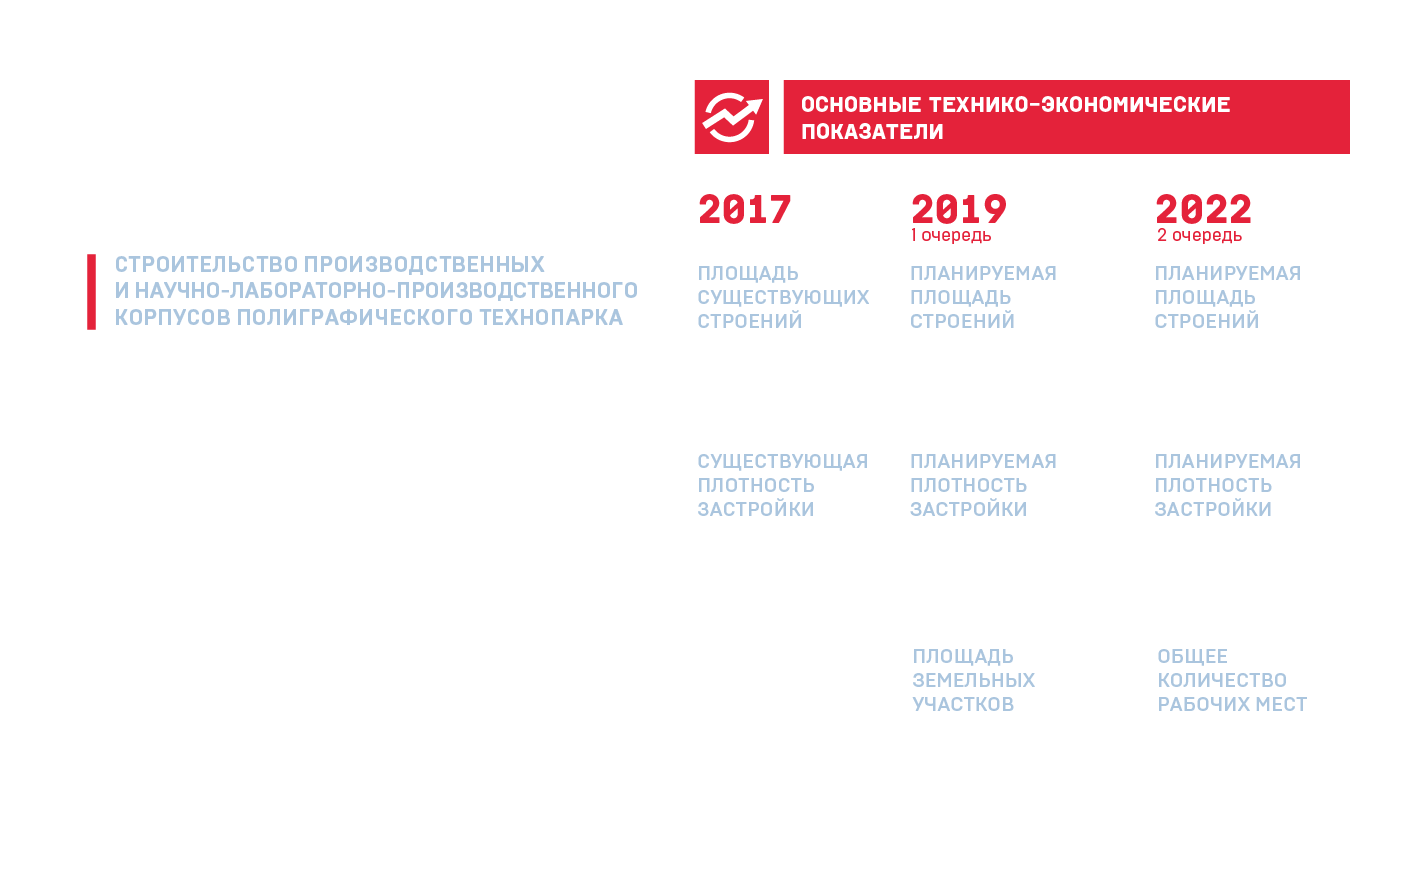 СТРОИТЕЛЬСТВО ПРОИЗВОДСТВЕННЫХ
И НАУЧНО-ЛАБОРАТОРНО-ПРОИЗВОДСТВЕННОГО
КОРПУСОВ ПОЛИГРАФИЧЕСКОГО ТЕХНОПАРКА
ОСНОВНЫЕ ТЕХНИКО-ЭКОНОМИЧЕСКИЕ
ПОКАЗАТЕЛИ
2017
ПЛОЩАДЬ
СУЩЕСТВУЮЩИХ
СТРОЕНИЙ
СУЩЕСТВУЮЩАЯ
ПЛОТНОСТЬ
ЗАСТРОЙКИ
2019
1 очередь
ПЛАНИРУЕМАЯ
ПЛОЩАДЬ
СТРОЕНИЙ
ПЛАНИРУЕМАЯ
ПЛОТНОСТЬ
ЗАСТРОЙКИ
ПЛОЩАДЬ
ЗЕМЕЛЬНЫХ
УЧАСТКОВ
2022
2 очередь
ПЛАНИРУЕМАЯ
ПЛОЩАДЬ
СТРОЕНИЙ
ПЛАНИРУЕМАЯ
ПЛОТНОСТЬ
ЗАСТРОЙКИ
ОБЩЕЕ
КОЛИЧЕСТВО
РАБОЧИХ МЕСТ